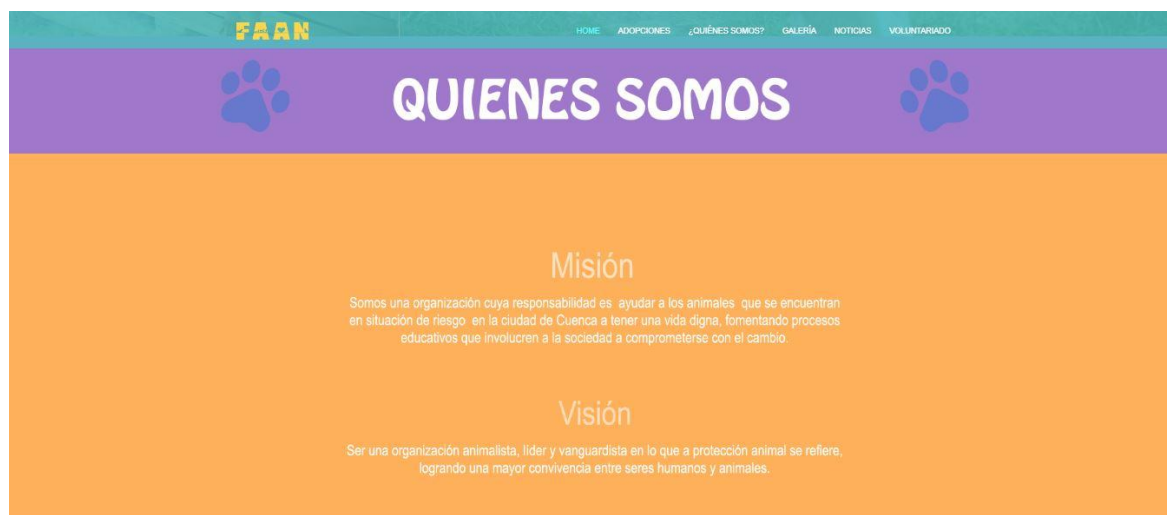 FAAN
HOME ADOPCIONES ¿QUIÉNES SOMOS? GALERÍA NOTICIAS VOLUNTARIADO
QUIENES SOMOS
Misión
Somos una organización cuya responsabilidad es ayudar a los animales que se encuentran
en situación de riesgo en la ciudad de Cuenca a tener una vida digna, fomentando procesos
educativos que involucren a la sociedad a comprometerse con el cambio.
Visión
Ser una organización animalista, líder y vanguardista en lo que a protección animal se refiere,
logrando una mayor convivencia entre seres humanos y animales.